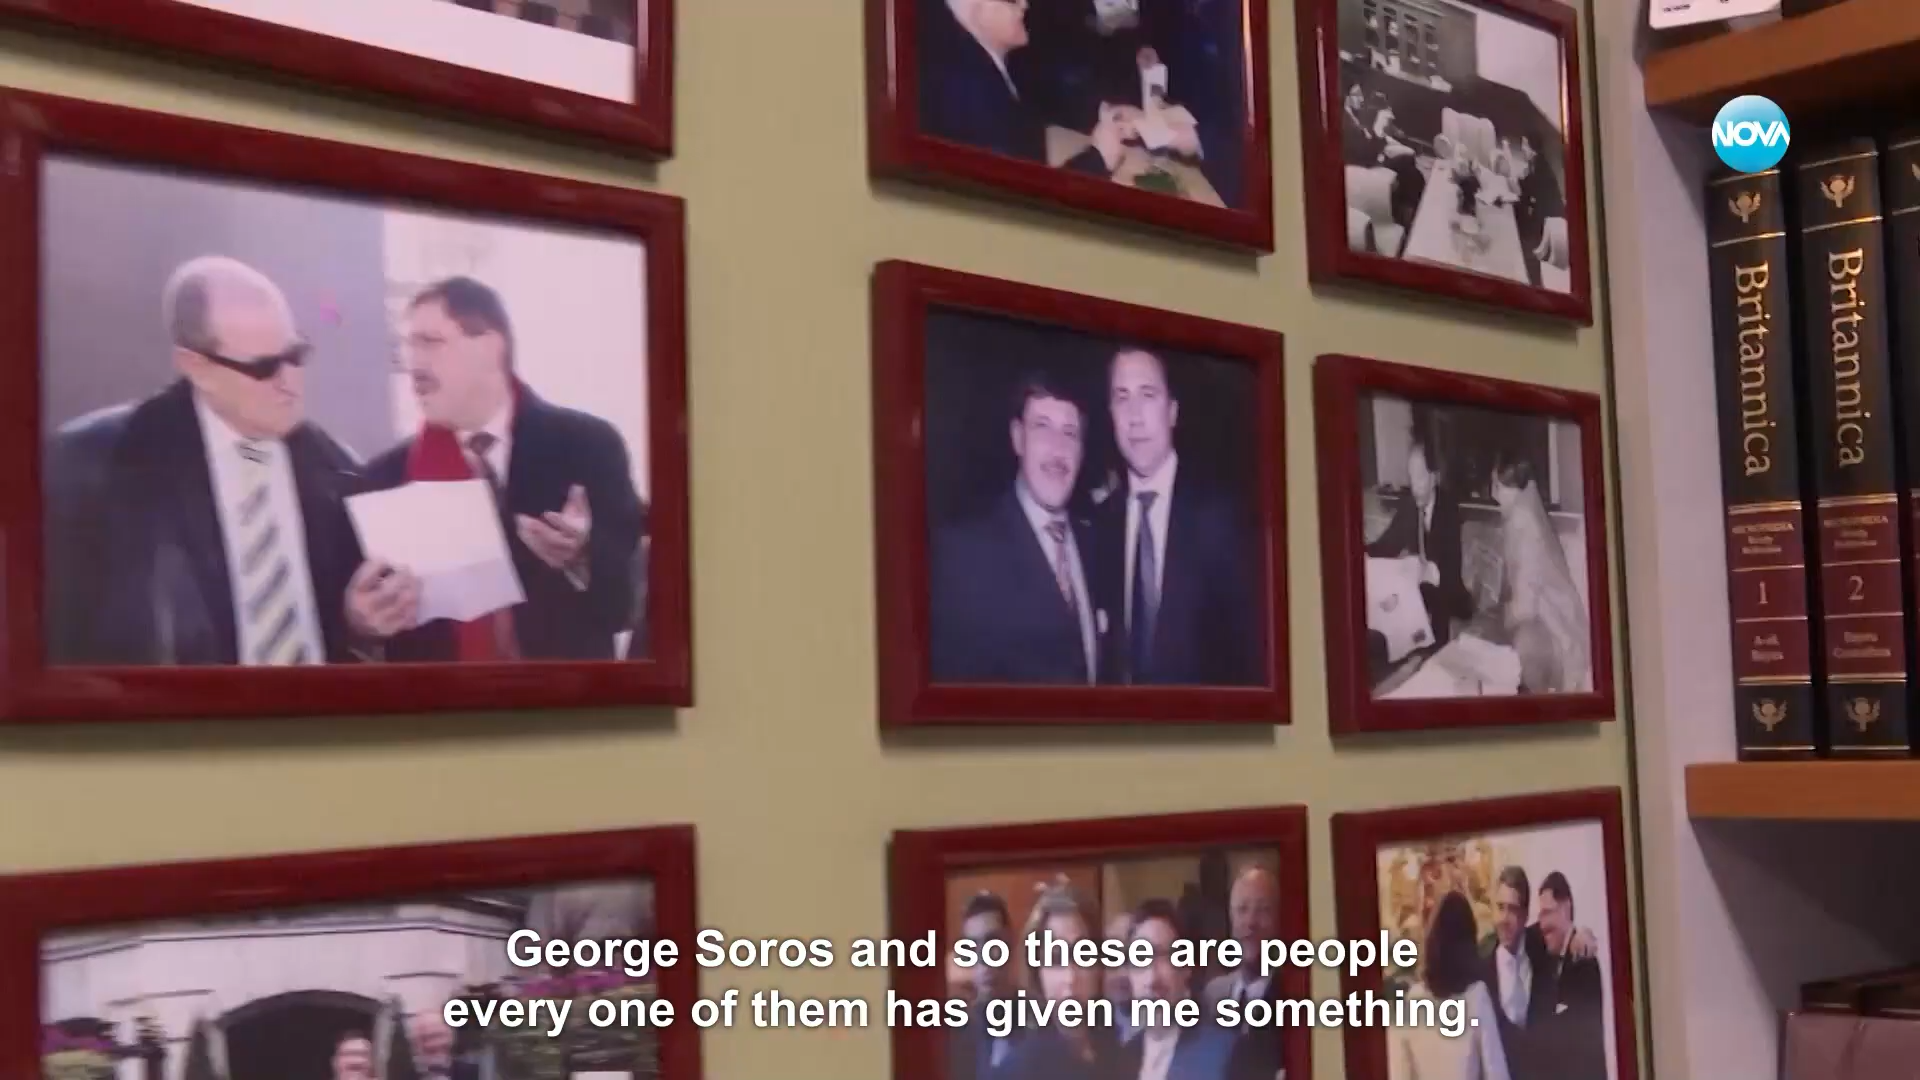 NOVA
Britannica
Britannica
1
2
George Soros and so these are people
every one of them has given me something.